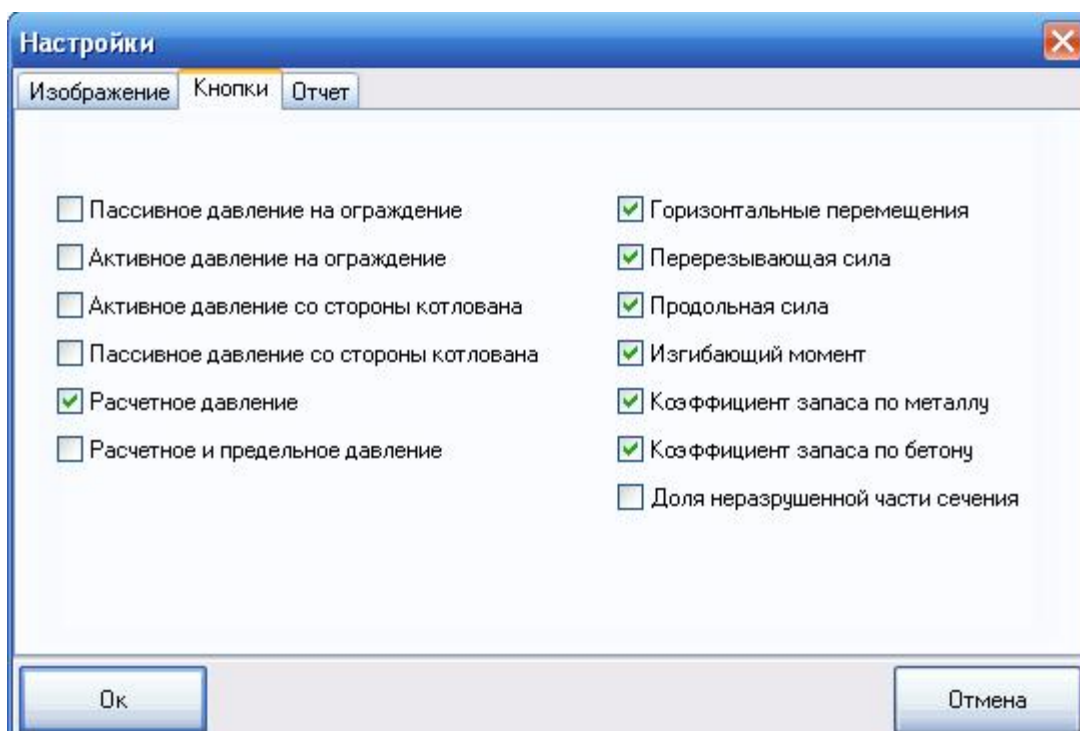 Настройки
Изображение
Кнопки
Отчет
Пассивное давление на ограждение
Активное давление на ограждение
Активное давление со стороны котлована
Пассивное давление со стороны котлована
Расчетное давление
Расчетное и предельное давление
Горизонтальные перемещения
Перерезывающая сила
Продольная сила
Изгибающий момент
Коэффициент запаса по металлу
Коэффициент запаса по бетону
Доля неразрушенной части сечения
Ок
Отмена